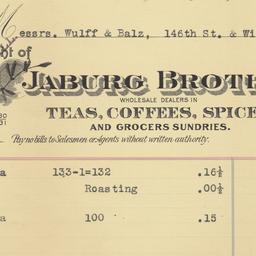 Messrs. Wulff & Balz, 146th St. & Wi
t of
JABURG BROTH
WHOLESALE DEALERS IN
TEAS, COFFEES, SPICE
AND GROCERS SUNDRIES.
Pay no bills to Salesmen or Agents without written authority.
a 133-1=132 .16½
Roasting .00½
a 100 .15